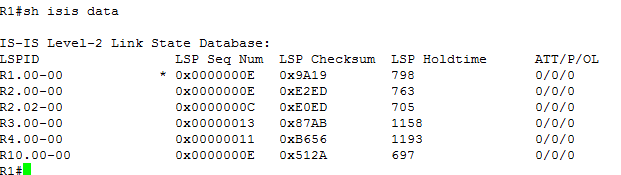 R1#sh isis data
IS-IS Level-2 Link State Database:
LSPID                 LSP Seq Num  LSP Checksum  LSP Holdtime      ATT/P/OL
R1.00-00            * 0x0000000E   0x9A19        798               0/0/0
R2.00-00              0x0000000E   0xE2ED        763               0/0/0
R2.02-00              0x0000000C   0xE0ED        705               0/0/0
R3.00-00              0x00000013   0x87AB        1158              0/0/0
R4.00-00              0x00000011   0xB656        1193              0/0/0
R10.00-00             0x0000000E   0x512A        697               0/0/0
R1#